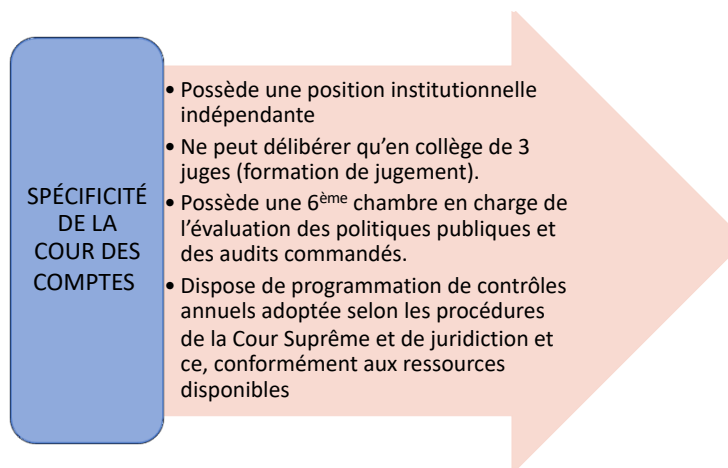 SPÉCIFICITÉ
DE LA
COUR DES
COMPTES
• Possède une position institutionnelle
indépendante
• Ne peut délibérer qu’en collège de 3
juges (formation de jugement).
• Possède une 6ème chambre en charge de
l’évaluation des politiques publiques et
des audits commandés.
• Dispose de programmation de contrôles
annuels adoptée selon les procédures
de la Cour Suprême et de juridiction et
ce, conformément aux ressources
disponibles